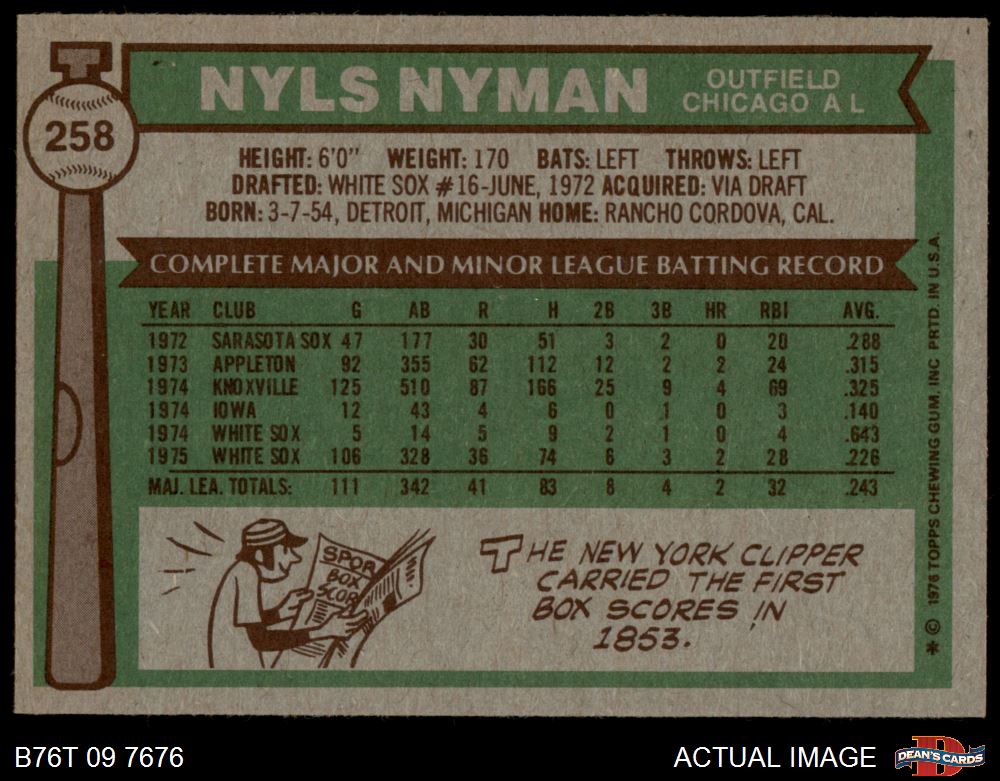 258
NYLS NYMAN
OUTFIELD
CHICAGO A L
HEIGHT: 6'0" WEIGHT: 170 BATS: LEFT THROWS: LEFT
DRAFTED: WHITE SOX #16-JUNE, 1972 ACQUIRED: VIA DRAFT
BORN: 3-7-54, DETROIT, MICHIGAN HOME: RANCHO CORDOVA, CAL.
COMPLETE MAJOR AND MINOR LEAGUE BATTING RECORD
YEAR CLUB G AB R H 2B 3B HR RBI AVG.
1972 SARASOTA SOX 47 177 30 51 3 2 0 20 .288
1973 APPLETON 92 355 62 112 12 2 2 24 .315
1974 KNOXVILLE 125 510 87 166 25 9 4 69 .325
1974 IOWA 12 43 4 6 0 1 0 3 .140
1974 WHITE SOX 5 14 5 9 2 1 0 4 .643
1975 WHITE SOX 106 328 36 74 6 3 2 28 .226
MAJ. LEA. TOTALS: 111 342 41 83 8 4 2 32 .243
SPOR
BOX
SCOR
THE NEW YORK CLIPPER
CARRIED THE FIRST
BOX SCORES IN
1853.
* © 1976 TOPPS CHEWING GUM, INC PRTD. IN U.S.A.
B76T 09 7676
ACTUAL IMAGE
D
DEAN'S CARDS